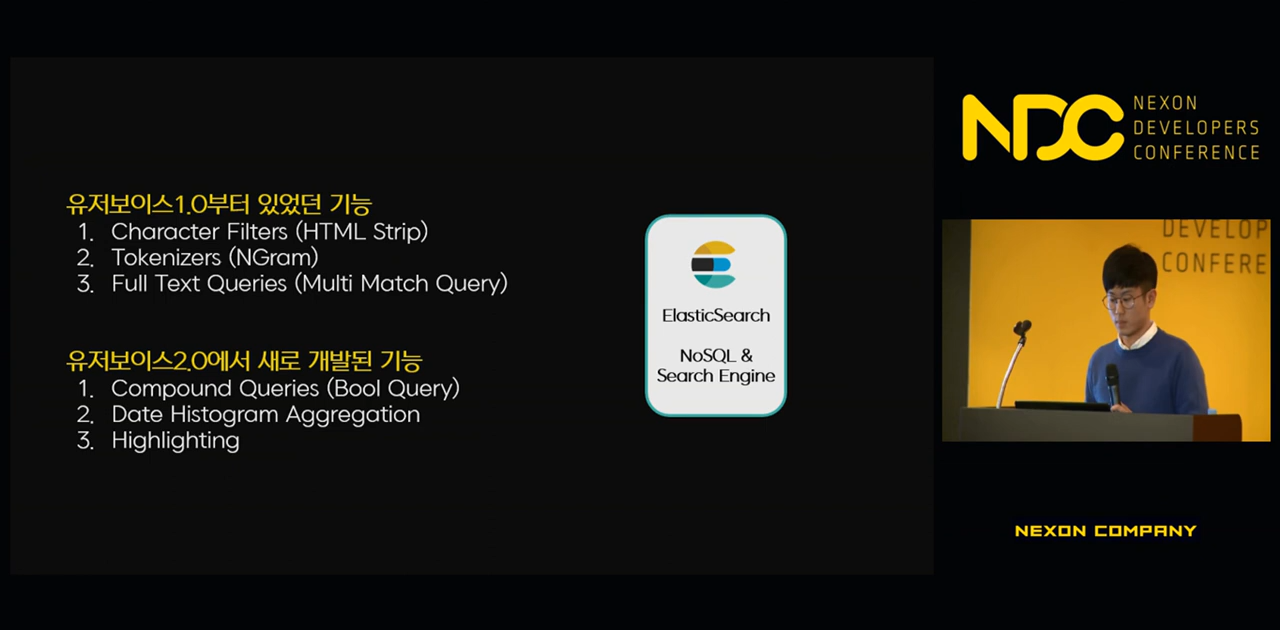 유저보이스1.0부터 있었던 기능
1. Character Filters (HTML Strip)
2. Tokenizers (NGram)
3. Full Text Queries (Multi Match Query)
유저보이스2.0에서 새로 개발된 기능
1. Compound Queries (Bool Query)
2. Date Histogram Aggregation
3. Highlighting
ElasticSearch
NoSQL &
Search Engine
NDC
NEXON
DEVELOPERS
CONFERENCE
DEVELOP
CONFERE
NEXON COMPANY